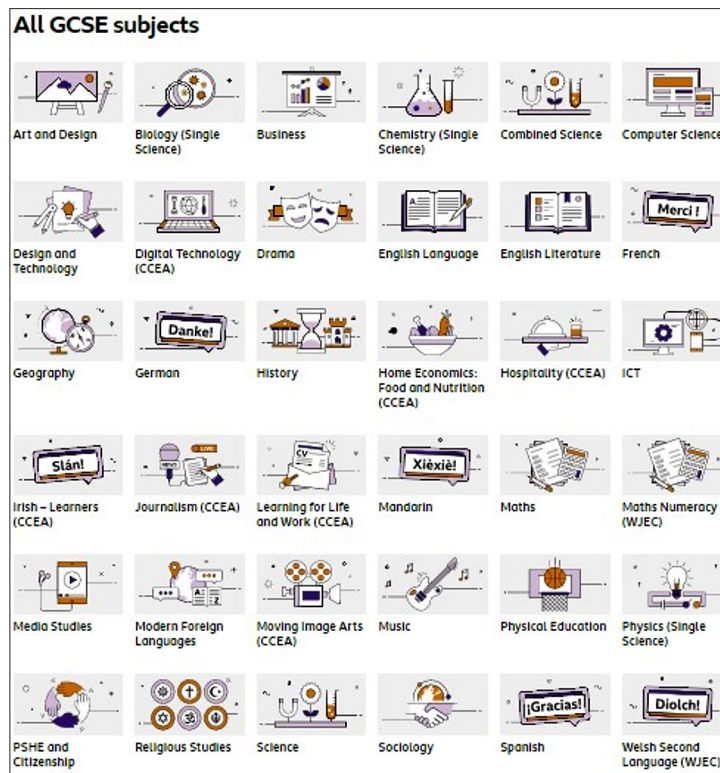 All GCSE subjects
Art and Design
Biology (Single
Science)
Business
Chemistry (Single
Science)
Combined Science
Computer Science
Design and
Technology
Digital Technology
(CCEA)
Drama
English Language
English Literature
Merci !
French
Geography
Danke!
German
History
Home Economics:
Food and Nutrition
(CCEA)
Hospitality (CCEA)
ICT
Slán!
Irish – Learners
(CCEA)
NEWS
LIVE
Journalism (CCEA)
CV
Learning for Life
and Work (CCEA)
Xièxiè!
Mandarin
Maths
Maths Numeracy
(WJEC)
Media Studies
Modern Foreign
Languages
Moving Image Arts
(CCEA)
Music
Physical Education
Physics (Single
Science)
PSHE and
Citizenship
Religious Studies
Science
Sociology
¡Gracias!
Spanish
Diolch!
Welsh Second
Language (WJEC)